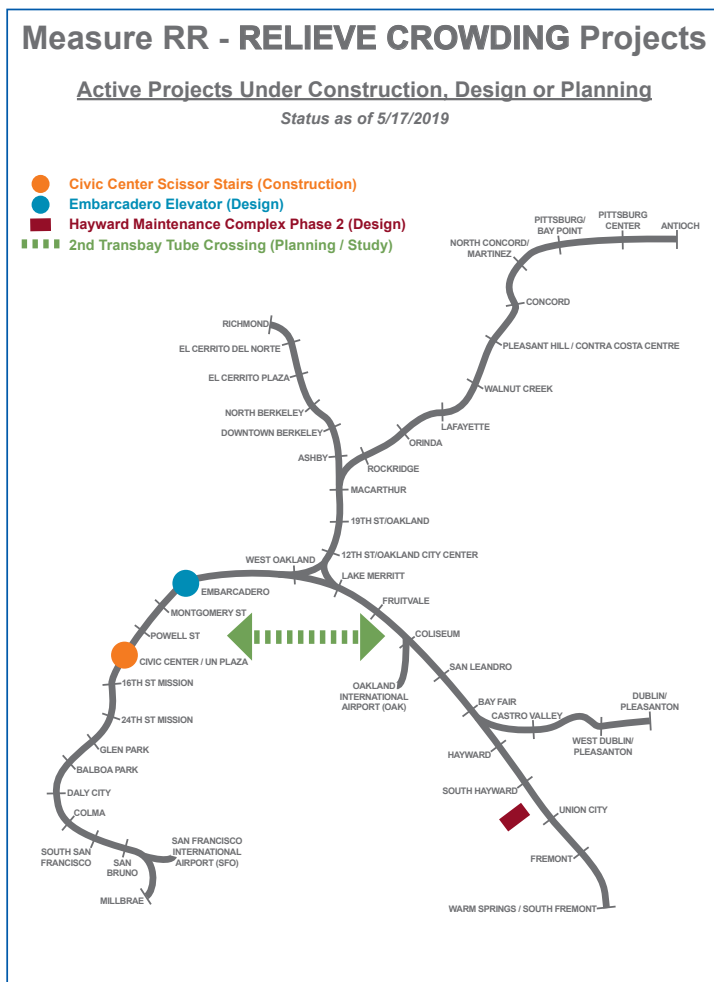 Measure RR - RELIEVE CROWDING Projects
Active Projects Under Construction, Design or Planning
Status as of 5/17/2019
Civic Center Scissor Stairs (Construction)
Embarcadero Elevator (Design)
Hayward Maintenance Complex Phase 2 (Design)
2nd Transbay Tube Crossing (Planning / Study)
PITTSBURG/
BAY POINT
PITTSBURG
CENTER
ANTIOCH
NORTH CONCORD/
MARTINEZ
CONCORD
RICHMOND
EL CERRITO DEL NORTE
PLEASANT HILL / CONTRA COSTA CENTRE
EL CERRITO PLAZA
WALNUT CREEK
NORTH BERKELEY
LAFAYETTE
DOWNTOWN BERKELEY
ORINDA
ASHBY
ROCKRIDGE
MACARTHUR
19TH ST/OAKLAND
12TH ST/OAKLAND CITY CENTER
WEST OAKLAND
LAKE MERRITT
EMBARCADERO
FRUITVALE
MONTGOMERY ST
POWELL ST
COLISEUM
CIVIC CENTER / UN PLAZA
SAN LEANDRO
16TH ST MISSION
OAKLAND
INTERNATIONAL
AIRPORT (OAK)
BAY FAIR
DUBLIN/
PLEASANTON
CASTRO VALLEY
24TH ST MISSION
WEST DUBLIN/
PLEASANTON
GLEN PARK
HAYWARD
BALBOA PARK
DALY CITY
SOUTH HAYWARD
COLMA
UNION CITY
SOUTH SAN
FRANCISCO
SAN
BRUNO
SAN FRANCISCO
INTERNATIONAL
AIRPORT (SFO)
FREMONT
MILLBRAE
WARM SPRINGS / SOUTH FREMONT